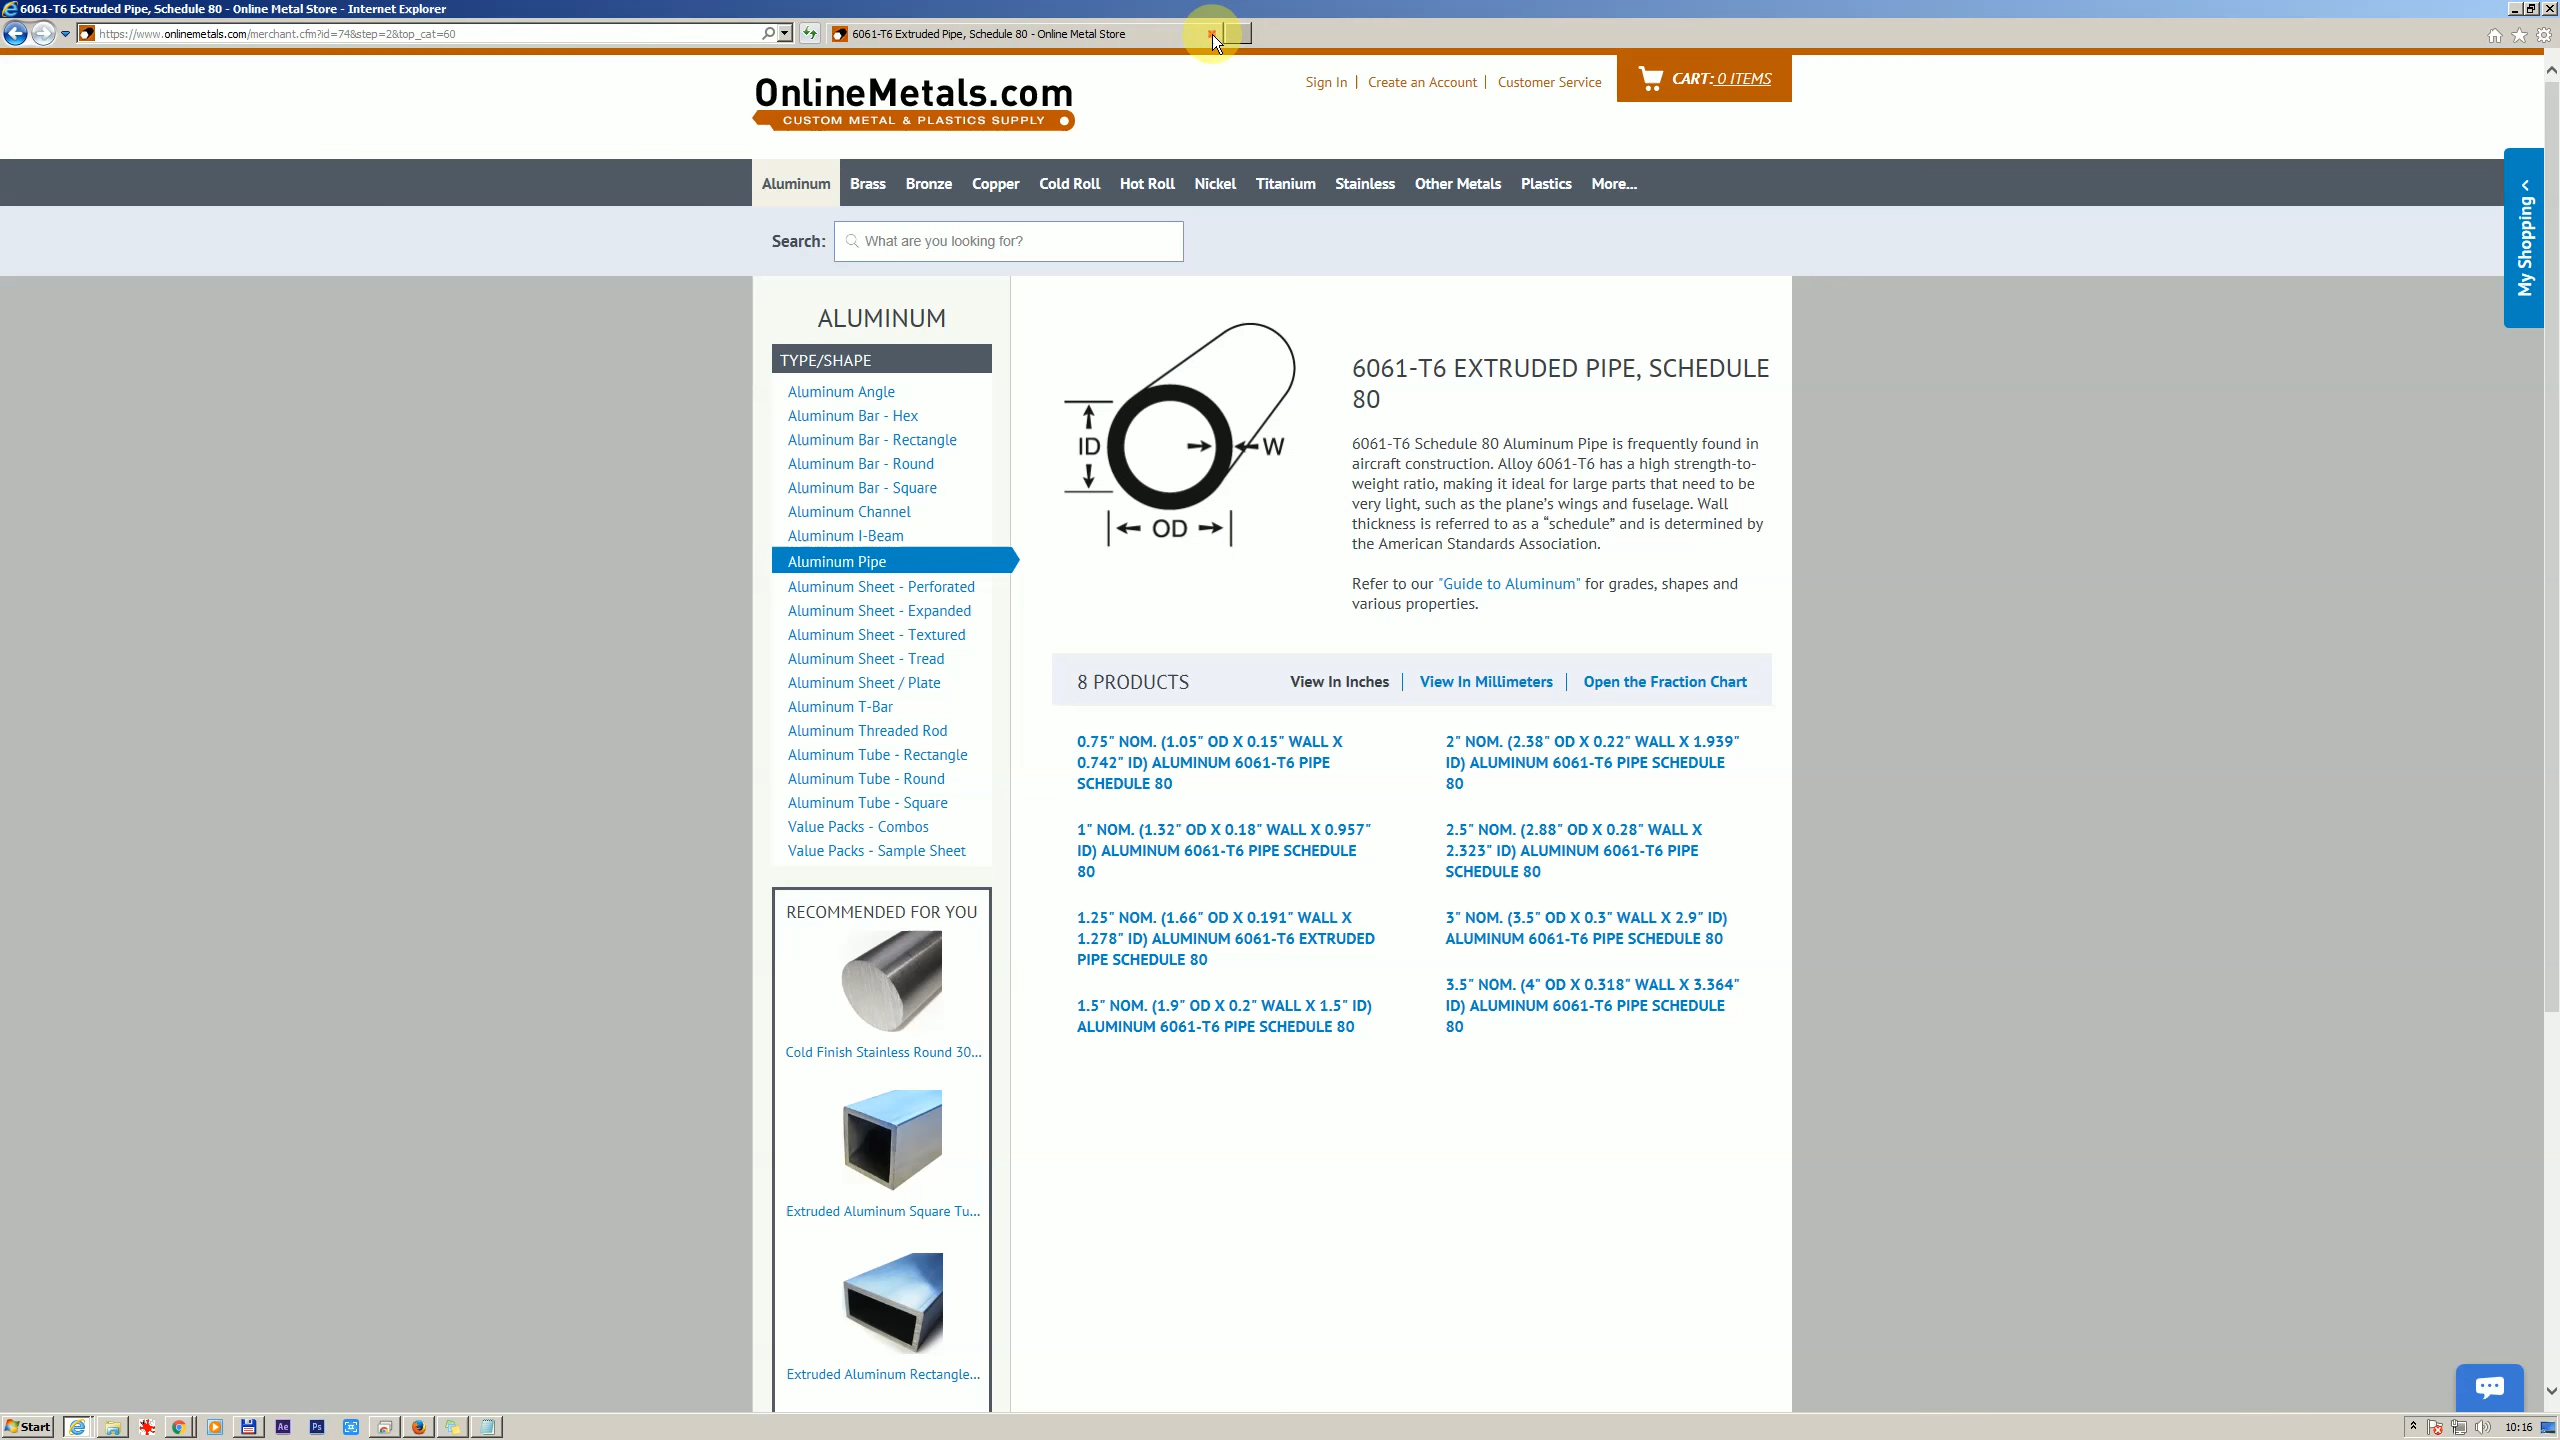 6061-T6 Extruded Pipe, Schedule 80 - Online Metal Store - Internet Explorer
https://www.onlinemetals.com/merchant.cfm?id=74&step=2&top_cat=60
6061-T6 Extruded Pipe, Schedule 80 - Online Metal Store
OnlineMetals.com
CUSTOM METAL & PLASTICS SUPPLY
Sign In | Create an Account | Customer Service
CART: 0 ITEMS
Aluminum Brass Bronze Copper Cold Roll Hot Roll Nickel Titanium Stainless Other Metals Plastics More...
My Shopping
Search: What are you looking for?
ALUMINUM
TYPE/SHAPE
Aluminum Angle
Aluminum Bar - Hex
Aluminum Bar - Rectangle
Aluminum Bar - Round
Aluminum Bar - Square
Aluminum Channel
Aluminum I-Beam
Aluminum Pipe
Aluminum Sheet - Perforated
Aluminum Sheet - Expanded
Aluminum Sheet - Textured
Aluminum Sheet - Tread
Aluminum Sheet / Plate
Aluminum T-Bar
Aluminum Threaded Rod
Aluminum Tube - Rectangle
Aluminum Tube - Round
Aluminum Tube - Square
Value Packs - Combos
Value Packs - Sample Sheet
RECOMMENDED FOR YOU
Cold Finish Stainless Round 30...
Extruded Aluminum Square Tu...
Extruded Aluminum Rectangle...
ID
W
OD
6061-T6 EXTRUDED PIPE, SCHEDULE
80
6061-T6 Schedule 80 Aluminum Pipe is frequently found in
aircraft construction. Alloy 6061-T6 has a high strength-to-
weight ratio, making it ideal for large parts that need to be
very light, such as the plane's wings and fuselage. Wall
thickness is referred to as a “schedule” and is determined by
the American Standards Association.
Refer to our "Guide to Aluminum" for grades, shapes and
various properties.
8 PRODUCTS
View In Inches | View In Millimeters | Open the Fraction Chart
0.75" NOM. (1.05" OD X 0.15" WALL X
0.742" ID) ALUMINUM 6061-T6 PIPE
SCHEDULE 80
1" NOM. (1.32" OD X 0.18" WALL X 0.957"
ID) ALUMINUM 6061-T6 PIPE SCHEDULE
80
1.25" NOM. (1.66" OD X 0.191" WALL X
1.278" ID) ALUMINUM 6061-T6 EXTRUDED
PIPE SCHEDULE 80
1.5" NOM. (1.9" OD X 0.2" WALL X 1.5" ID)
ALUMINUM 6061-T6 PIPE SCHEDULE 80
2" NOM. (2.38" OD X 0.22" WALL X 1.939"
ID) ALUMINUM 6061-T6 PIPE SCHEDULE
80
2.5" NOM. (2.88" OD X 0.28" WALL X
2.323" ID) ALUMINUM 6061-T6 PIPE
SCHEDULE 80
3" NOM. (3.5" OD X 0.3" WALL X 2.9" ID)
ALUMINUM 6061-T6 PIPE SCHEDULE 80
3.5" NOM. (4" OD X 0.318" WALL X 3.364"
ID) ALUMINUM 6061-T6 PIPE SCHEDULE
80
Start
Ae
Ps
10:16